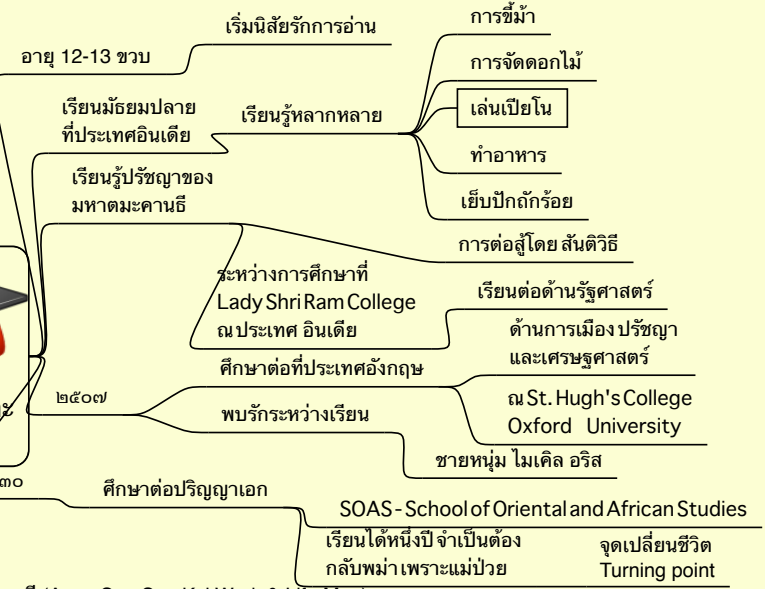 เริ่มนิสัยรักการอ่าน
อายุ 12-13 ขวบ
การขี่ม้า
การจัดดอกไม้
เรียนมัธยมปลาย
ที่ประเทศอินเดีย
เรียนรู้หลากหลาย
เล่นเปียโน
ทำอาหาร
เย็บปักถักร้อย
เรียนรู้ปรัชญาของ
มหาตมะคานธี
การต่อสู้โดย สันติวิธี
ระหว่างการศึกษาที่
Lady Shri Ram College
ณ ประเทศ อินเดีย
เรียนต่อด้านรัฐศาสตร์
ศึกษาต่อที่ประเทศอังกฤษ
ด้านการเมือง ปรัชญา
และเศรษฐศาสตร์
๒๕๐๗
ณ St. Hugh's College
Oxford University
พบรักระหว่างเรียน
ชายหนุ่ม ไมเคิล อริส
๓๐
ศึกษาต่อปริญญาเอก
SOAS - School of Oriental and African Studies
เรียนได้หนึ่งปี จำเป็นต้อง
กลับพม่า เพราะแม่ป่วย
จุดเปลี่ยนชีวิต
Turning point